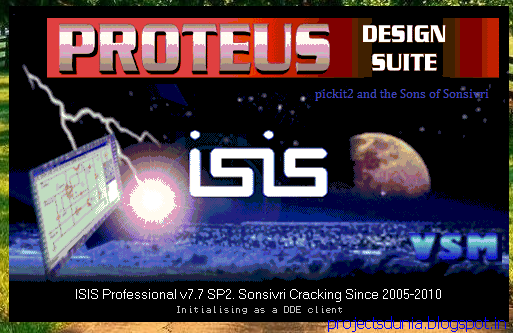 PROTEUS
DESIGN
SUITE
pickit2 and the Sons of Sonsivri
isis
VSM
ISIS Professional v7.7 SP2. Sonsivri Cracking Since 2005-2010
Initialising as a DDE client
projectsdunia.blogspot.in